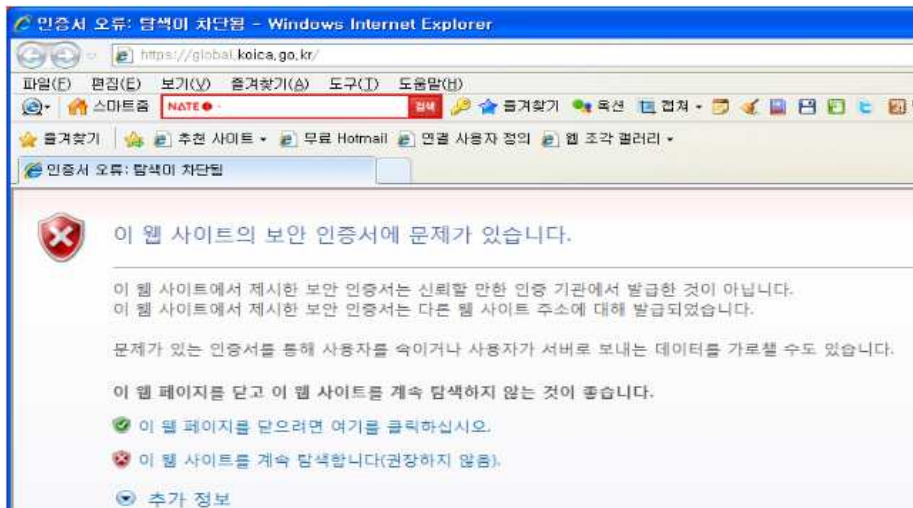 인증서 오류: 탐색이 차단됨 - Windows Internet Explorer
https://global.koica.go.kr/
파일(F) 편집(E) 보기(V) 즐겨찾기(A) 도구(T) 도움말(H)
스마트줌 NATE 검색 즐겨찾기 옥션 캡쳐
즐겨찾기 추천 사이트 무료 Hotmail 연결 사용자 정의 웹 조각 갤러리
인증서 오류: 탐색이 차단됨
이 웹 사이트의 보안 인증서에 문제가 있습니다.
이 웹 사이트에서 제시한 보안 인증서는 신뢰할 만한 인증 기관에서 발급한 것이 아닙니다.
이 웹 사이트에서 제시한 보안 인증서는 다른 웹 사이트 주소에 대해 발급되었습니다.
문제가 있는 인증서를 통해 사용자를 속이거나 사용자가 서버로 보내는 데이터를 가로챌 수도 있습니다.
이 웹 페이지를 닫고 이 웹 사이트를 계속 탐색하지 않는 것이 좋습니다.
이 웹 페이지를 닫으려면 여기를 클릭하십시오.
이 웹 사이트를 계속 탐색합니다(권장하지 않음).
추가 정보